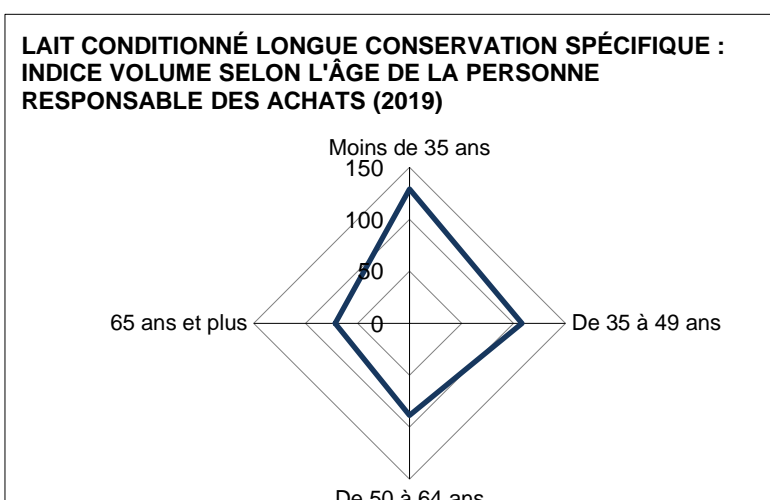 LAIT CONDITIONNÉ LONGUE CONSERVATION SPÉCIFIQUE :
INDICE VOLUME SELON L'ÂGE DE LA PERSONNE
RESPONSABLE DES ACHATS (2019)
Moins de 35 ans
150
100
50
65 ans et plus
0
De 35 à 49 ans
De 50 à 64 ans